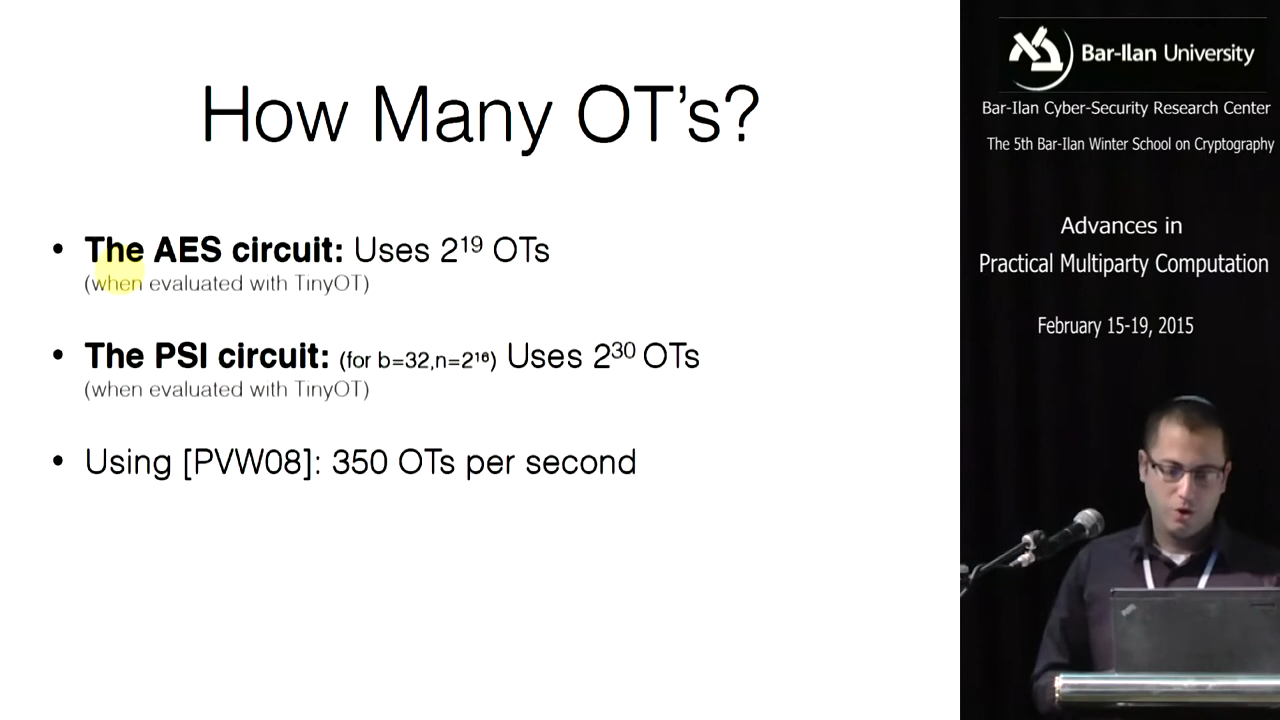 How Many OT's?
• The AES circuit: Uses 2¹⁹ OTs
(when evaluated with TinyOT)
• The PSI circuit: (for b=32,n=2¹⁶) Uses 2³⁰ OTs
(when evaluated with TinyOT)
• Using [PVW08]: 350 OTs per second
Bar-Ilan University
Bar-Ilan Cyber-Security Research Center
The 5th Bar-Ilan Winter School on Cryptography
Advances in
Practical Multiparty Computation
February 15-19, 2015